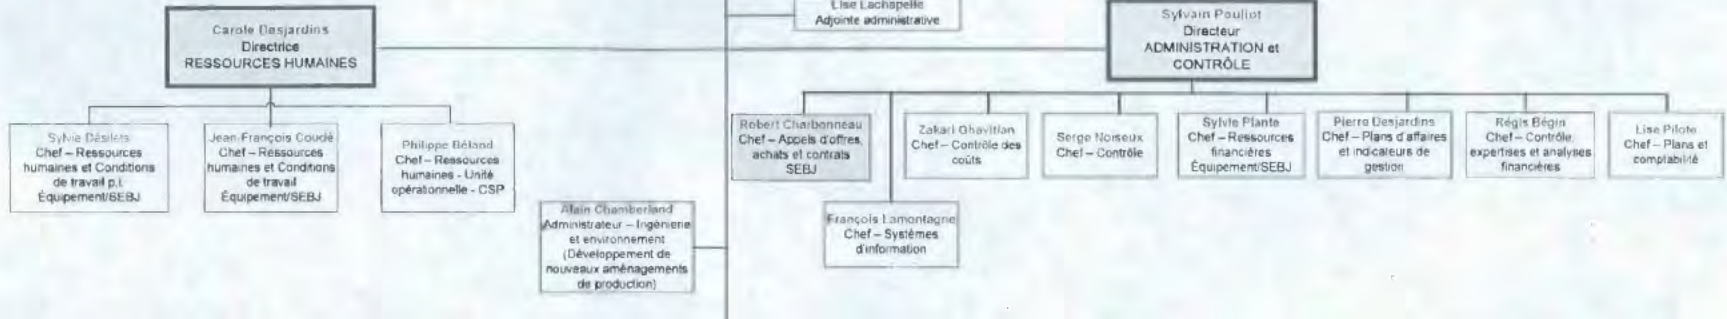 Lise Lachapelle
Adjointe administrative
Carole Desjardins
Directrice
RESSOURCES HUMAINES
Sylvain Pouliot
Directeur
ADMINISTRATION et
CONTRÔLE
Sylvie Désilets
Chef – Ressources
humaines et Conditions
de travail p.i.
Équipement/SEBJ
Jean-François Coudé
Chef – Ressources
humaines et Conditions
de travail
Équipement/SEBJ
Philippe Béland
Chef – Ressources
humaines - Unité
opérationnelle - CSP
Alain Chamberland
Administrateur – Ingénierie
et environnement
(Développement de
nouveaux aménagements
de production)
Robert Charbonneau
Chef – Appels d'offres,
achats et contrats
SEBJ
François Lamontagne
Chef – Systèmes
d'information
Zakari Ghavitian
Chef – Contrôle des
coûts
Serge Noiseux
Chef – Contrôle
Sylvie Plante
Chef – Ressources
financières
Équipement/SEBJ
Pierre Desjardins
Chef – Plans d'affaires
et indicateurs de
gestion
Régis Bégin
Chef – Contrôle,
expertises et analyses
financières
Lise Pilote
Chef – Plans et
comptabilité